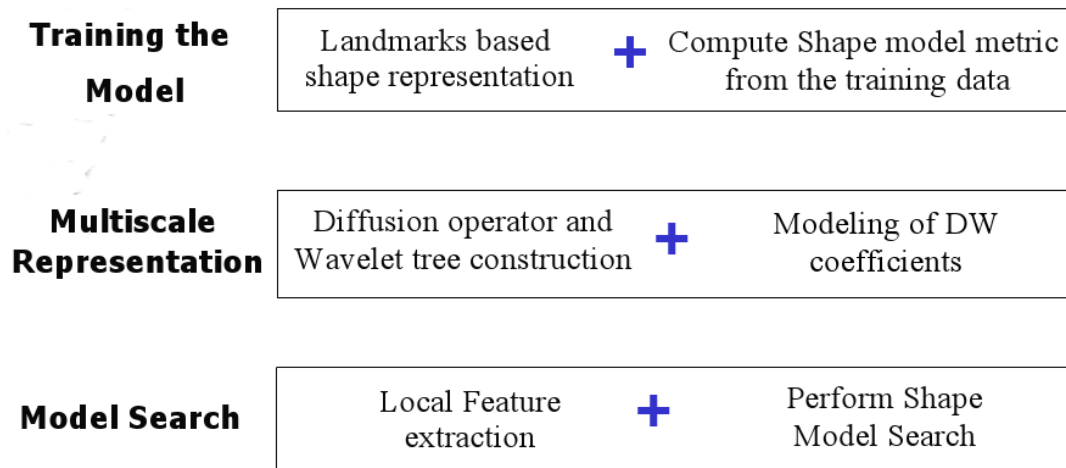 Training the
Model
Landmarks based
shape representation
+
Compute Shape model metric
from the training data
Multiscale
Representation
Diffusion operator and
Wavelet tree construction
+
Modeling of DW
coefficients
Model Search
Local Feature
extraction
+
Perform Shape
Model Search